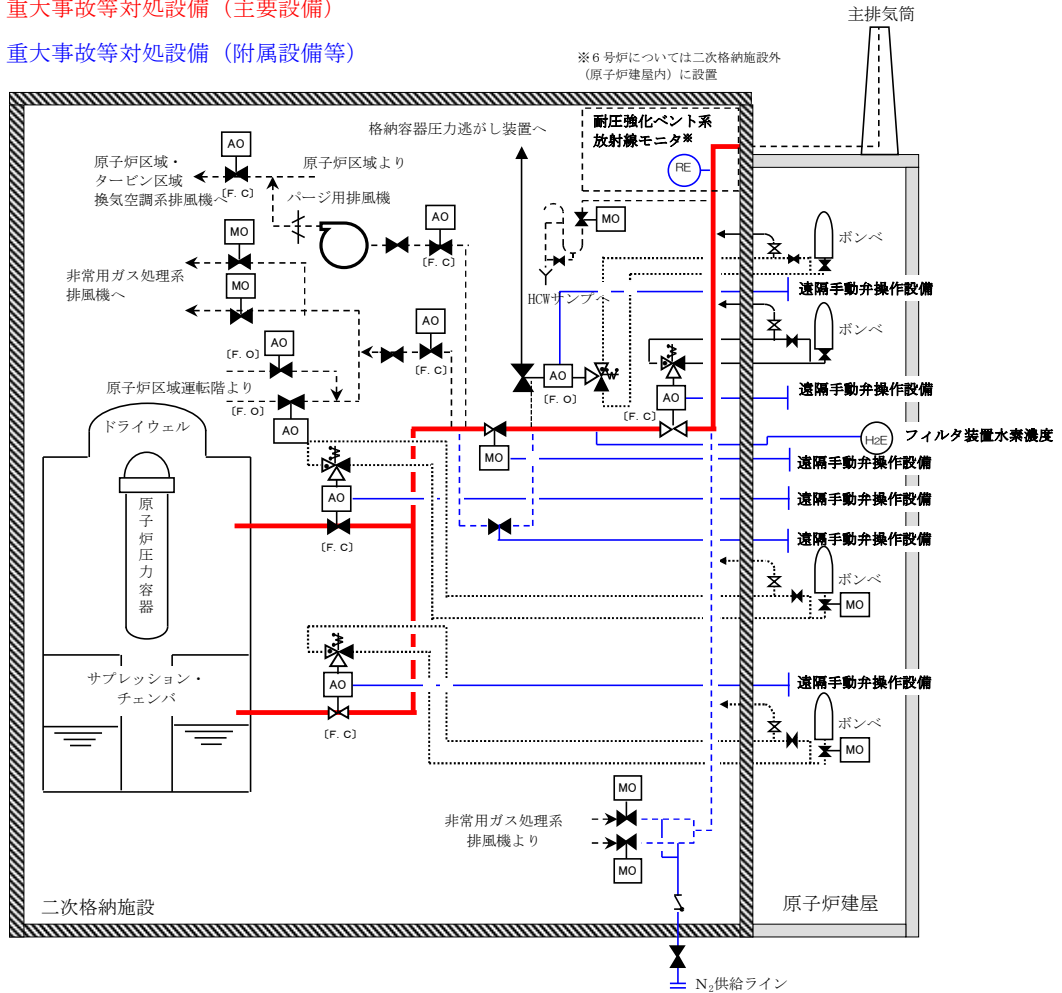 重大事故等対処設備(主要設備)
重大事故等対処設備(附属設備等)
主排気筒
※6号炉については二次格納施設外
(原子炉建屋内)に設置
格納容器圧力逃がし装置へ
耐圧強化ベント系
放射線モニタ※
RE
AO
原子炉区域・
タービン区域
換気空調系排風機へ
[F. C]
原子炉区域より
パージ用排風機
AO
[F. C]
MO
ボンベ
MO
非常用ガス処理系
排風機へ
MO
HCWサンプへ
遠隔手動弁操作設備
ボンベ
AO
[F. C]
[F. O]
AO
原子炉区域運転階より
[F. O]
AO
AO
[F. O]
AO
[F. C]
遠隔手動弁操作設備
ドライウェル
MO
H2E
フィルタ装置水素濃度
遠隔手動弁操作設備
AO
[F. C]
遠隔手動弁操作設備
原子炉圧力容器
遠隔手動弁操作設備
ボンベ
MO
サプレッション・
チェンバ
AO
[F. C]
遠隔手動弁操作設備
ボンベ
MO
MO
非常用ガス処理系
排風機より
MO
二次格納施設
原子炉建屋
N₂供給ライン